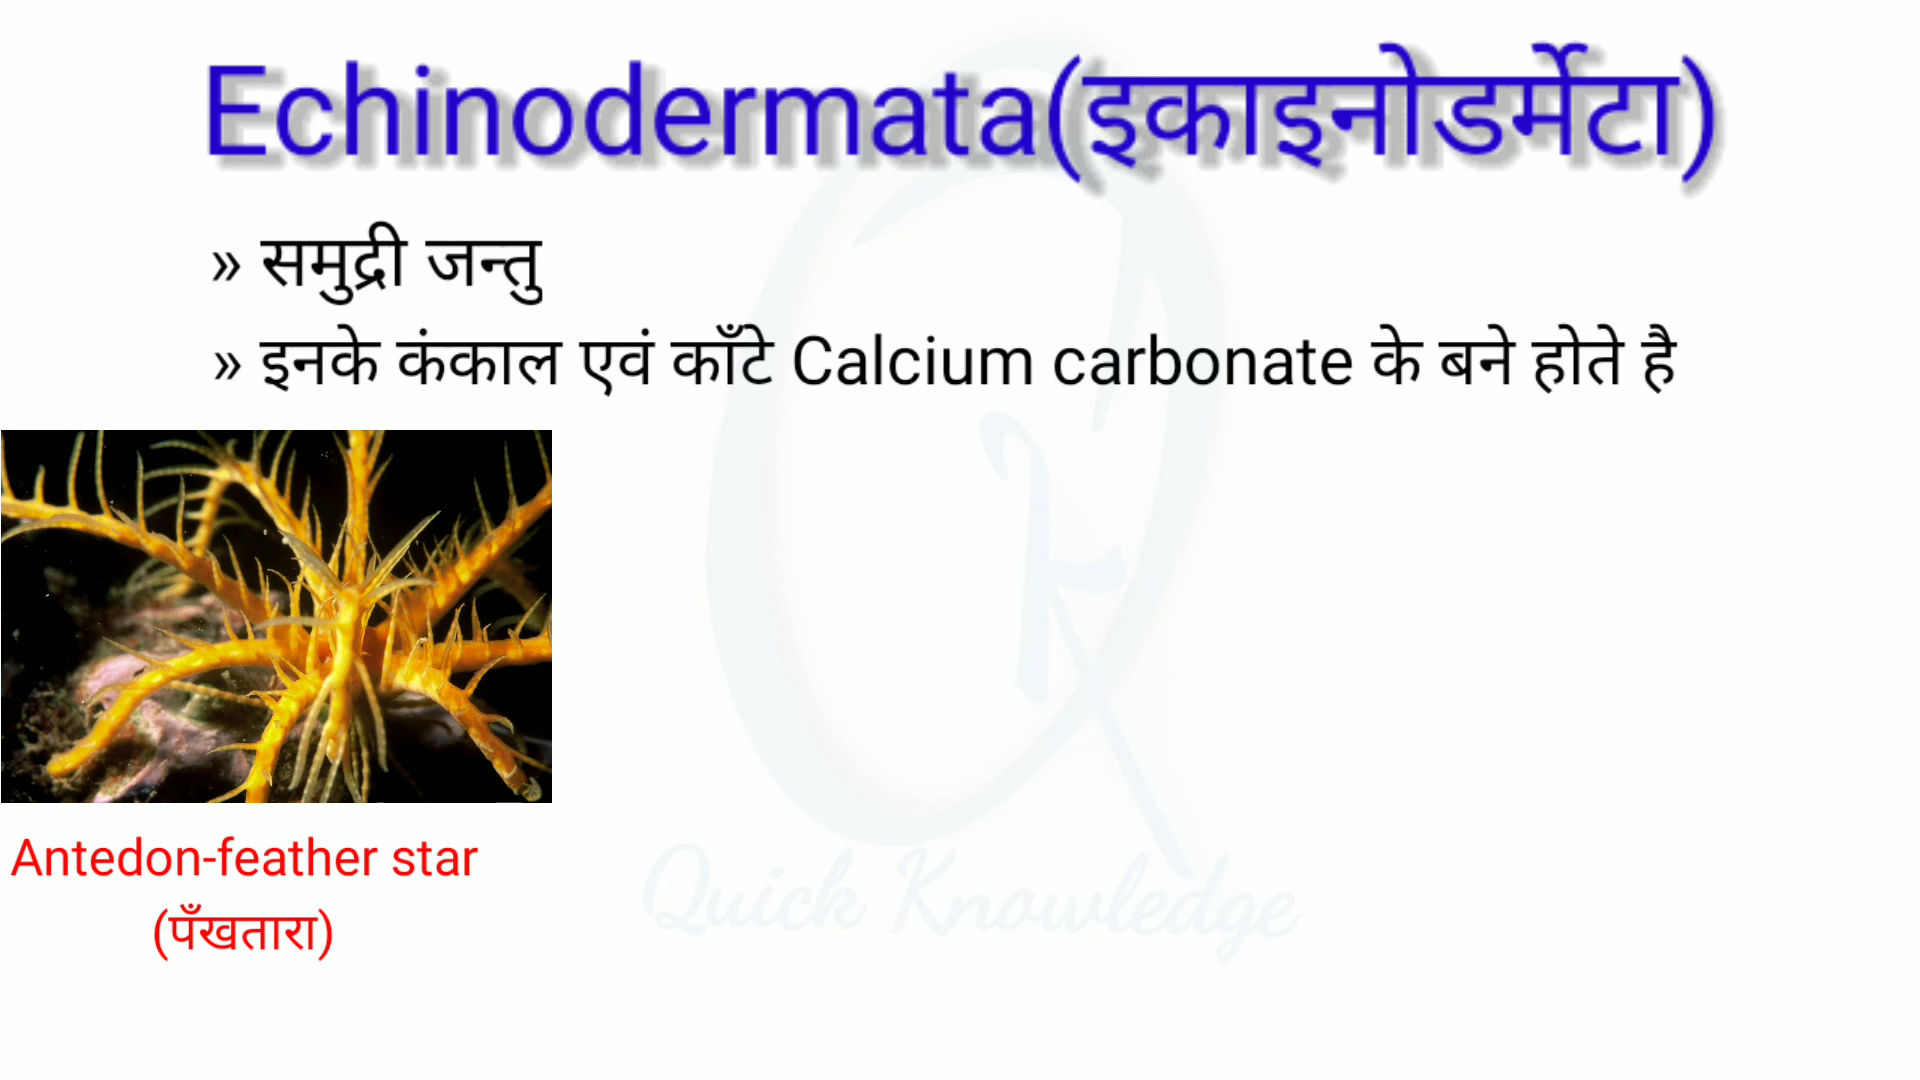 Echinodermata(इकाइनोडर्मेटा)
» समुद्री जन्तु
» इनके कंकाल एवं काँटे Calcium carbonate के बने होते है
Antedon-feather star
(पँखतारा)
Quick Knowledge